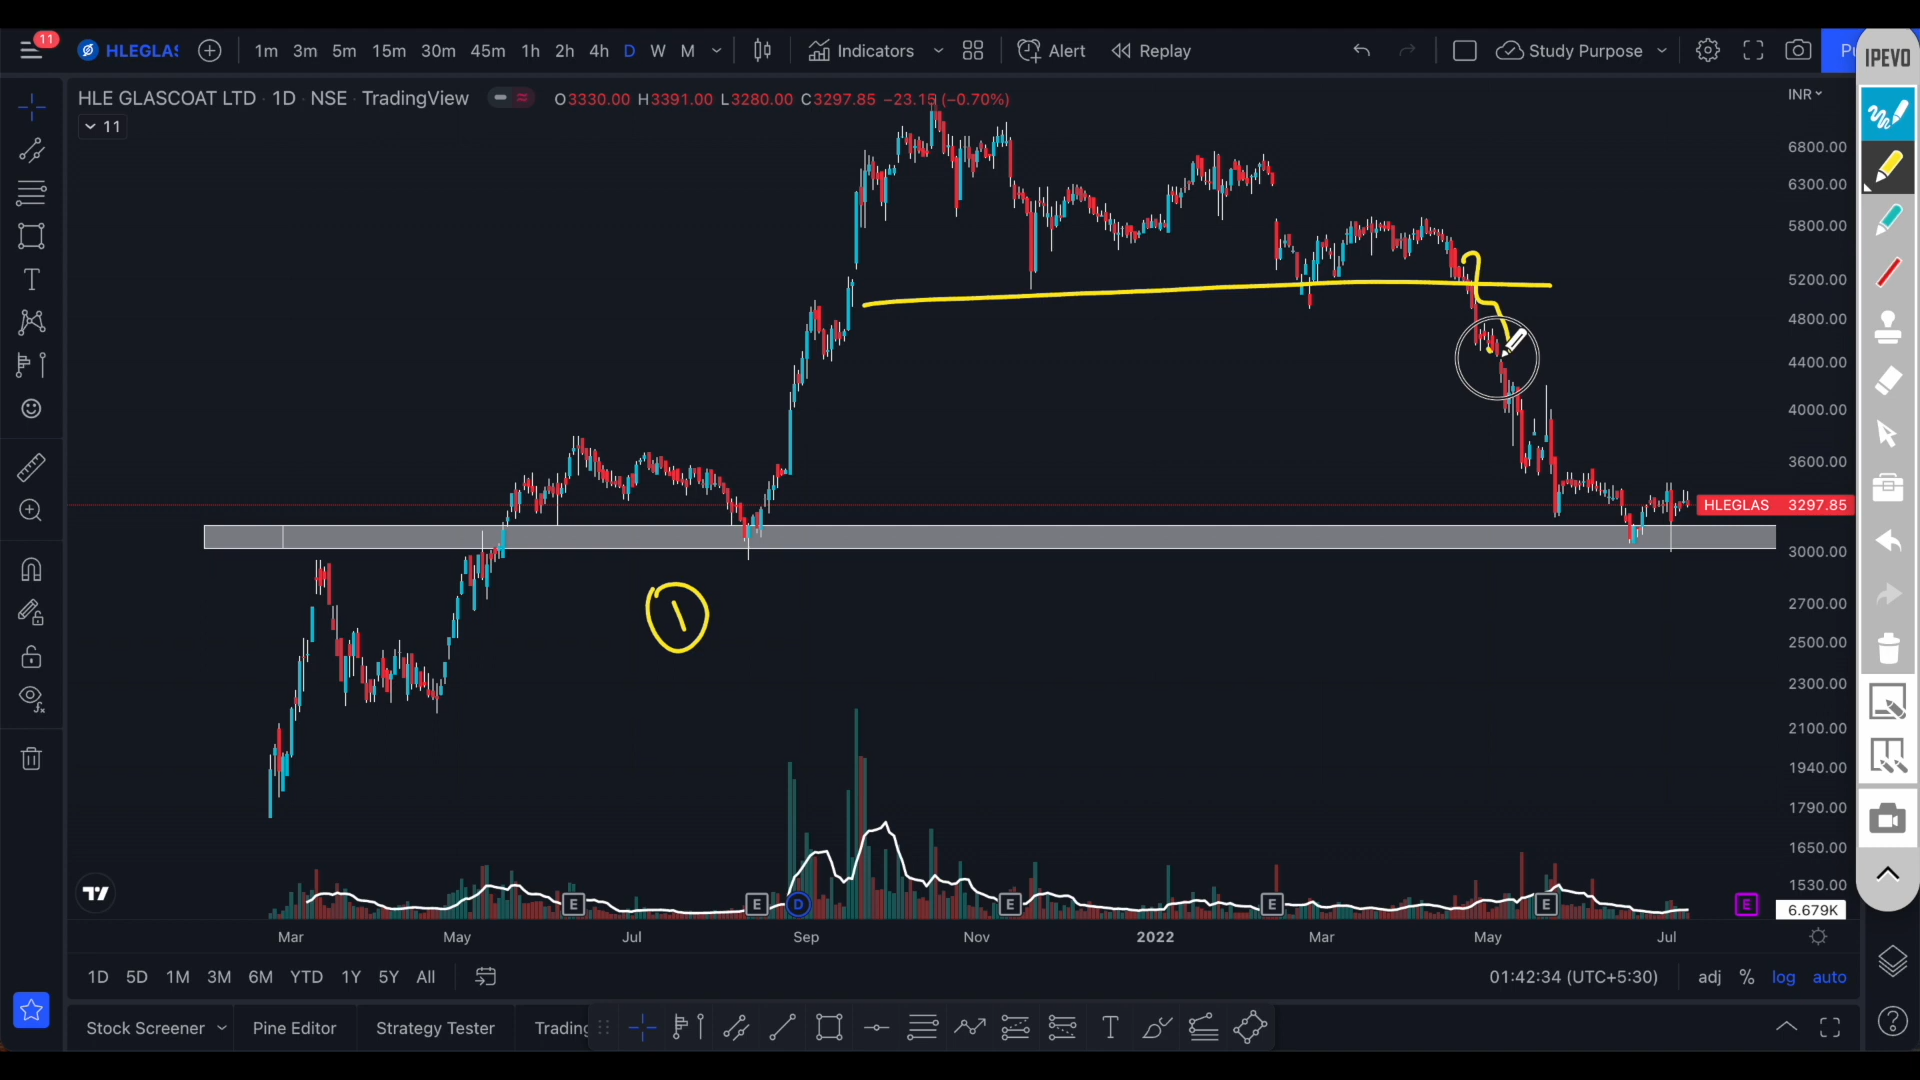 11 HLEGLAS 1m 3m 5m 15m 30m 45m 1h 2h 4h D W M Indicators Alert Replay Study Purpose IPEVO
HLE GLASCOAT LTD · 1D · NSE · TradingView O3330.00 H3391.00 L3280.00 C3297.85 −23.15 (−0.70%) INR
11
6800.00
6300.00
5800.00
5200.00
4800.00
4400.00
4000.00
3600.00
HLEGLAS 3297.85
3000.00
1
2700.00
2500.00
2300.00
2100.00
1940.00
1790.00
1650.00
1530.00
E E D E E E E 6.679K
Mar May Jul Sep Nov 2022 Mar May Jul
1D 5D 1M 3M 6M YTD 1Y 5Y All 01:42:34 (UTC+5:30) adj % log auto
Stock Screener Pine Editor Strategy Tester Trading